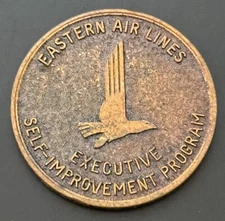 EASTERN AIR LINES
EXECUTIVE
SELF-IMPROVEMENT PROGRAM